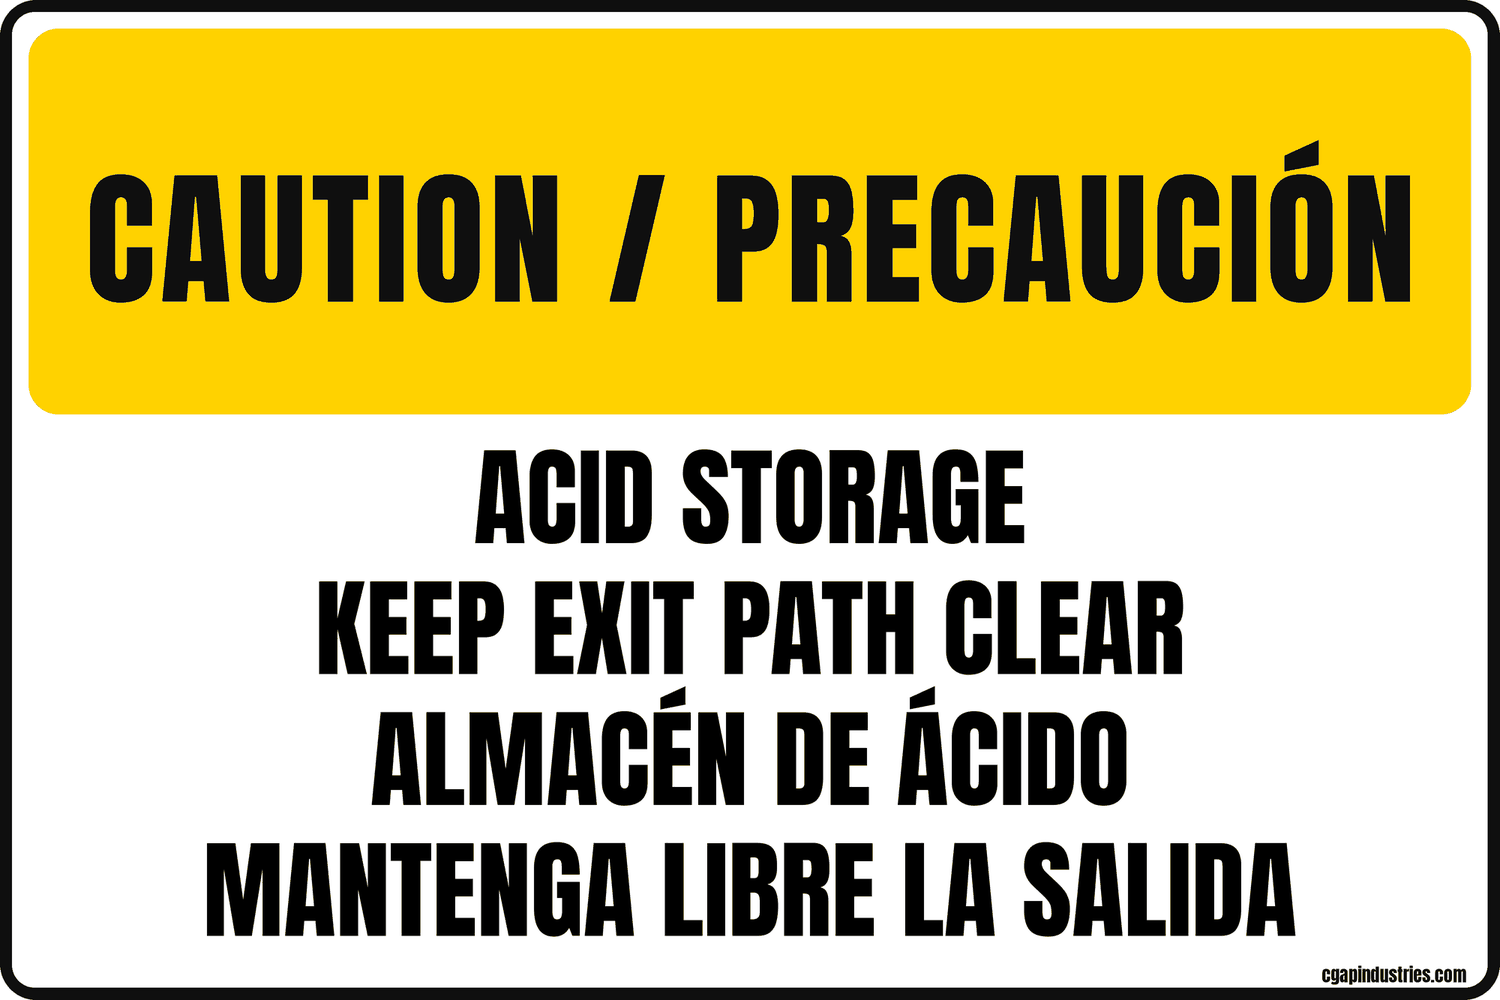 CAUTION / PRECAUCIÓN
ACID STORAGE
KEEP EXIT PATH CLEAR
ALMACÉN DE ÁCIDO
MANTENGA LIBRE LA SALIDA
cgapindustries.com